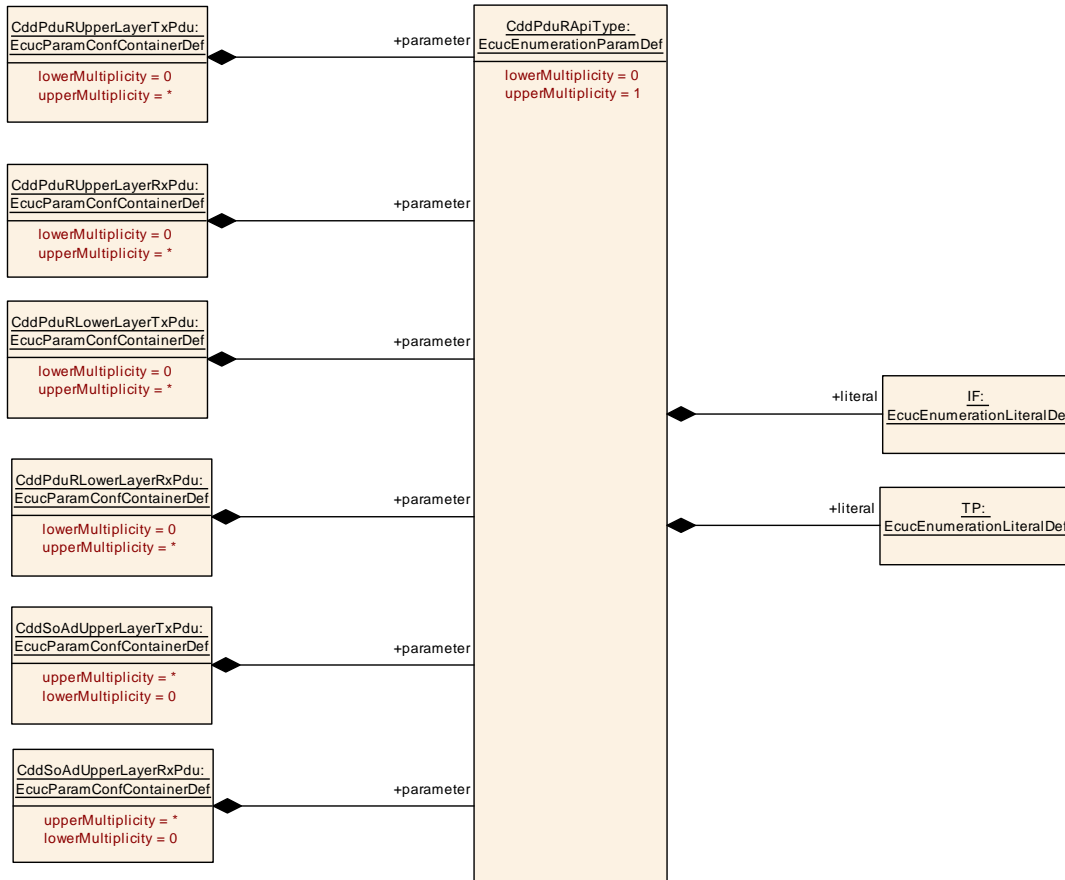 CddPduRUpperLayerTxPdu:
EcucParamConfContainerDef
lowerMultiplicity = 0
upperMultiplicity = *
+parameter
CddPduRApiType:
EcucEnumerationParamDef
lowerMultiplicity = 0
upperMultiplicity = 1
CddPduRUpperLayerRxPdu:
EcucParamConfContainerDef
lowerMultiplicity = 0
upperMultiplicity = *
+parameter
CddPduRLowerLayerTxPdu:
EcucParamConfContainerDef
lowerMultiplicity = 0
upperMultiplicity = *
+parameter
+literal
IF:
EcucEnumerationLiteralDe
CddPduRLowerLayerRxPdu:
EcucParamConfContainerDef
lowerMultiplicity = 0
upperMultiplicity = *
+parameter
+literal
TP:
EcucEnumerationLiteralDef
CddSoAdUpperLayerTxPdu:
EcucParamConfContainerDef
upperMultiplicity = *
lowerMultiplicity = 0
+parameter
CddSoAdUpperLayerRxPdu:
EcucParamConfContainerDef
upperMultiplicity = *
lowerMultiplicity = 0
+parameter